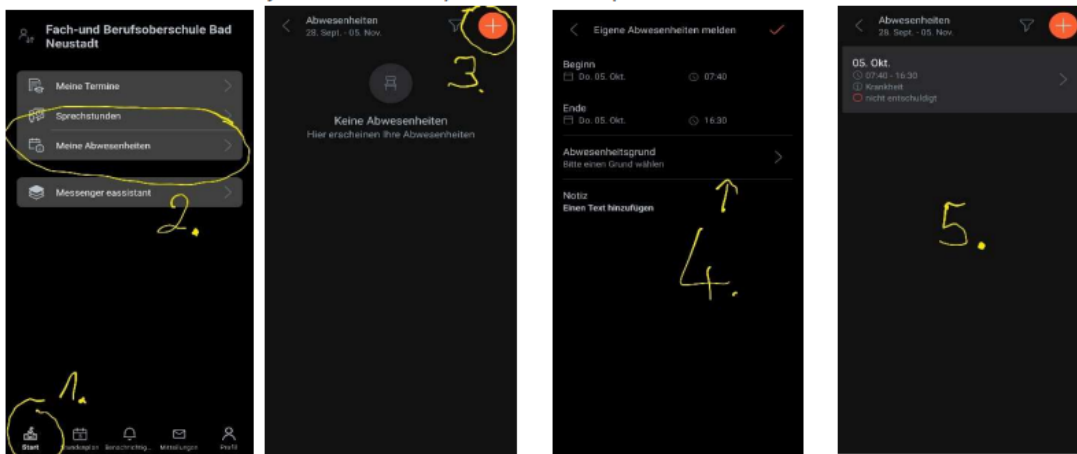 Fach-und Berufsoberschule Bad
Neustadt
Meine Termine
Sprechstunden
Meine Abwesenheiten
Messenger eassistant
2.
1.
Start
Stundenplan
Benachrichtig...
Mitteilungen
Profil
Abwesenheiten
28. Sept. - 05. Nov.
3.
Keine Abwesenheiten
Hier erscheinen Ihre Abwesenheiten
Eigene Abwesenheiten melden
Beginn
Do. 05. Okt. 07:40
Ende
Do. 05. Okt. 16:30
Abwesenheitsgrund
Bitte einen Grund wählen
Notiz
Einen Text hinzufügen
4.
Abwesenheiten
28. Sept. - 05. Nov.
05. Okt.
07:40 - 16:30
Krankheit
nicht entschuldigt
5.